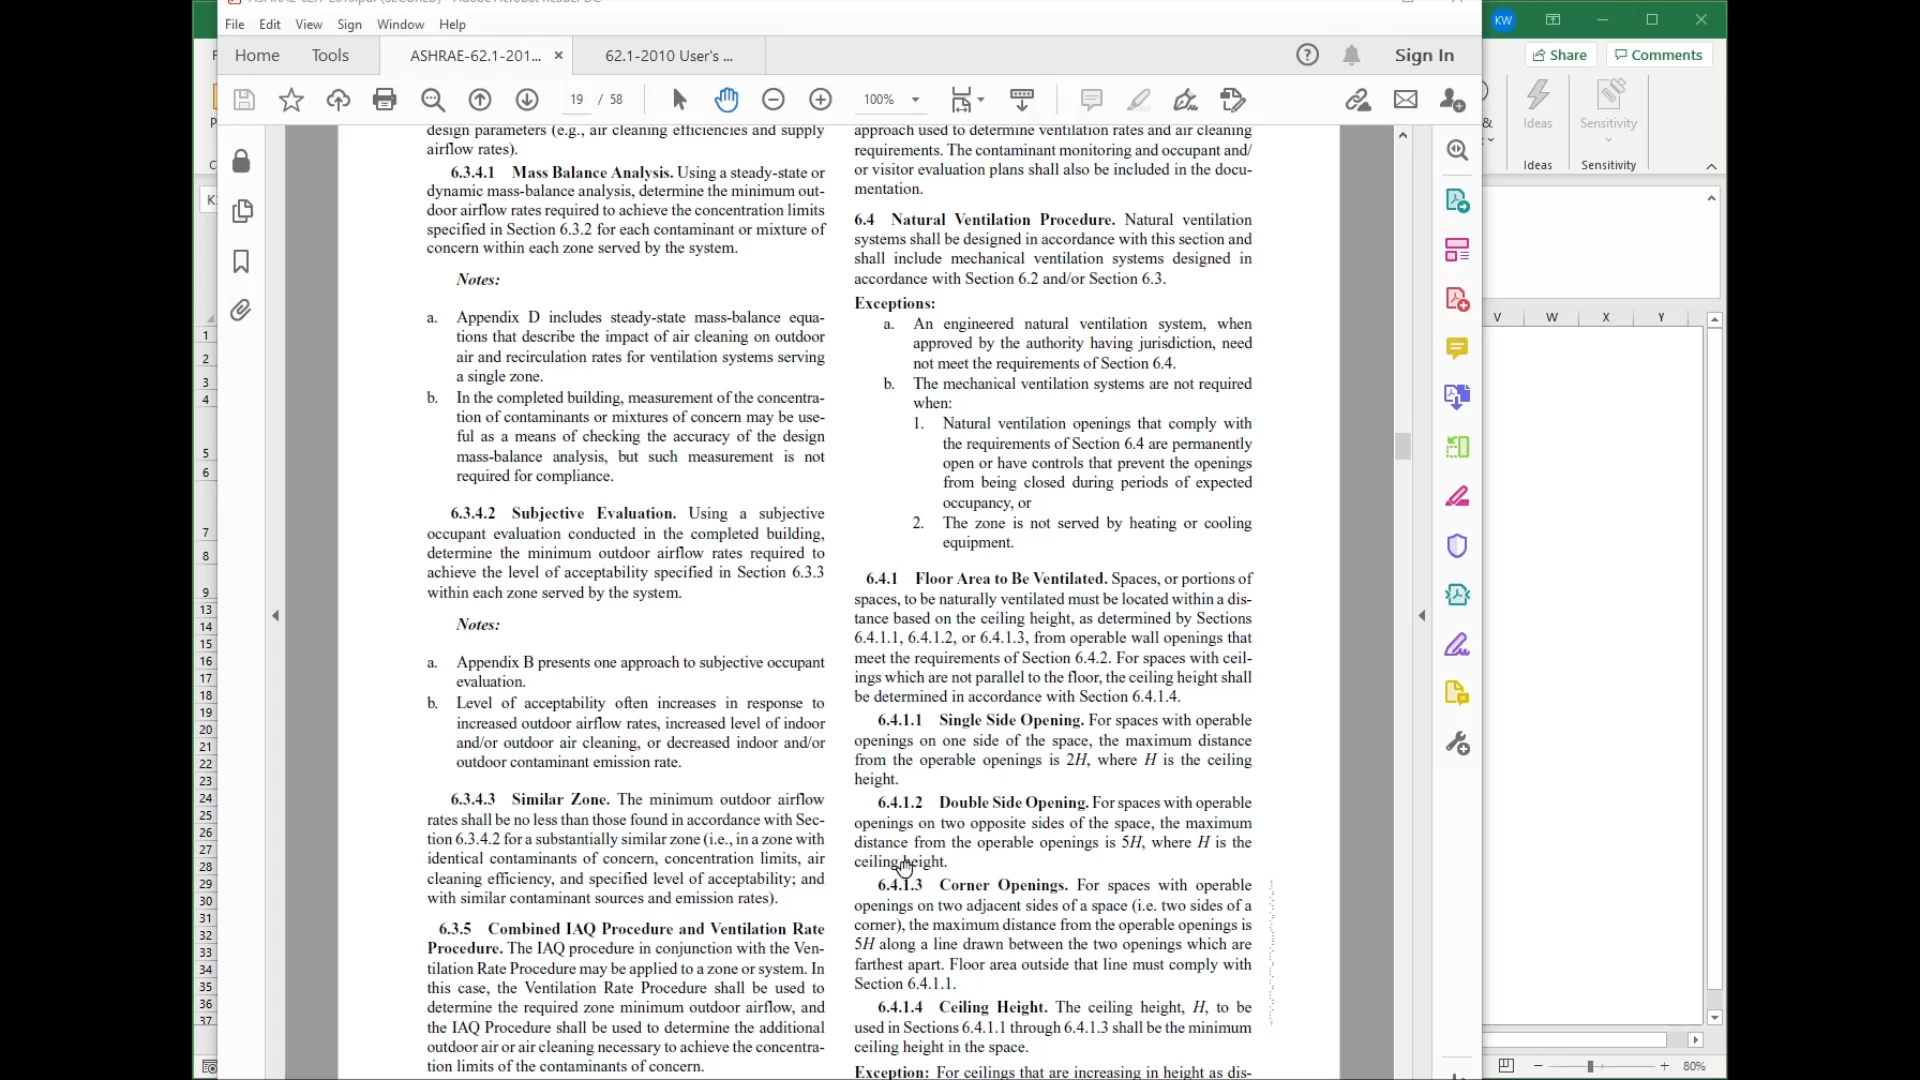 File Edit View Sign Window Help
KW
Share Comments
Home Tools ASHRAE-62.1-201... × 62.1-2010 User's ... Sign In
19 / 58 100%
Ideas Sensitivity
Ideas Sensitivity
design parameters (e.g., air cleaning efficiencies and supply
airflow rates).
6.3.4.1 Mass Balance Analysis. Using a steady-state or
dynamic mass-balance analysis, determine the minimum out-
door airflow rates required to achieve the concentration limits
specified in Section 6.3.2 for each contaminant or mixture of
concern within each zone served by the system.
Notes:
a. Appendix D includes steady-state mass-balance equa-
tions that describe the impact of air cleaning on outdoor
air and recirculation rates for ventilation systems serving
a single zone.
b. In the completed building, measurement of the concentra-
tion of contaminants or mixtures of concern may be use-
ful as a means of checking the accuracy of the design
mass-balance analysis, but such measurement is not
required for compliance.
6.3.4.2 Subjective Evaluation. Using a subjective
occupant evaluation conducted in the completed building,
determine the minimum outdoor airflow rates required to
achieve the level of acceptability specified in Section 6.3.3
within each zone served by the system.
Notes:
a. Appendix B presents one approach to subjective occupant
evaluation.
b. Level of acceptability often increases in response to
increased outdoor airflow rates, increased level of indoor
and/or outdoor air cleaning, or decreased indoor and/or
outdoor contaminant emission rate.
6.3.4.3 Similar Zone. The minimum outdoor airflow
rates shall be no less than those found in accordance with Sec-
tion 6.3.4.2 for a substantially similar zone (i.e., in a zone with
identical contaminants of concern, concentration limits, air
cleaning efficiency, and specified level of acceptability; and
with similar contaminant sources and emission rates).
6.3.5 Combined IAQ Procedure and Ventilation Rate
Procedure. The IAQ procedure in conjunction with the Ven-
tilation Rate Procedure may be applied to a zone or system. In
this case, the Ventilation Rate Procedure shall be used to
determine the required zone minimum outdoor airflow, and
the IAQ Procedure shall be used to determine the additional
outdoor air or air cleaning necessary to achieve the concentra-
tion limits of the contaminants of concern.
approach used to determine ventilation rates and air cleaning
requirements. The contaminant monitoring and occupant and/
or visitor evaluation plans shall also be included in the docu-
mentation.
6.4 Natural Ventilation Procedure. Natural ventilation
systems shall be designed in accordance with this section and
shall include mechanical ventilation systems designed in
accordance with Section 6.2 and/or Section 6.3.
Exceptions:
a. An engineered natural ventilation system, when
approved by the authority having jurisdiction, need
not meet the requirements of Section 6.4.
b. The mechanical ventilation systems are not required
when:
1. Natural ventilation openings that comply with
the requirements of Section 6.4 are permanently
open or have controls that prevent the openings
from being closed during periods of expected
occupancy, or
2. The zone is not served by heating or cooling
equipment.
6.4.1 Floor Area to Be Ventilated. Spaces, or portions of
spaces, to be naturally ventilated must be located within a dis-
tance based on the ceiling height, as determined by Sections
6.4.1.1, 6.4.1.2, or 6.4.1.3, from operable wall openings that
meet the requirements of Section 6.4.2. For spaces with ceil-
ings which are not parallel to the floor, the ceiling height shall
be determined in accordance with Section 6.4.1.4.
6.4.1.1 Single Side Opening. For spaces with operable
openings on one side of the space, the maximum distance
from the operable openings is 2H, where H is the ceiling
height.
6.4.1.2 Double Side Opening. For spaces with operable
openings on two opposite sides of the space, the maximum
distance from the operable openings is 5H, where H is the
ceiling height.
6.4.1.3 Corner Openings. For spaces with operable
openings on two adjacent sides of a space (i.e. two sides of a
corner), the maximum distance from the operable openings is
5H along a line drawn between the two openings which are
farthest apart. Floor area outside that line must comply with
Section 6.4.1.1.
6.4.1.4 Ceiling Height. The ceiling height, H, to be
used in Sections 6.4.1.1 through 6.4.1.3 shall be the minimum
ceiling height in the space.
Exception: For ceilings that are increasing in height as dis-
V W X Y
1
2
3
4
5
6
7
8
9
13
14
15
16
17
18
19
20
21
22
23
24
25
26
27
28
29
30
31
32
33
34
35
36
37
80%